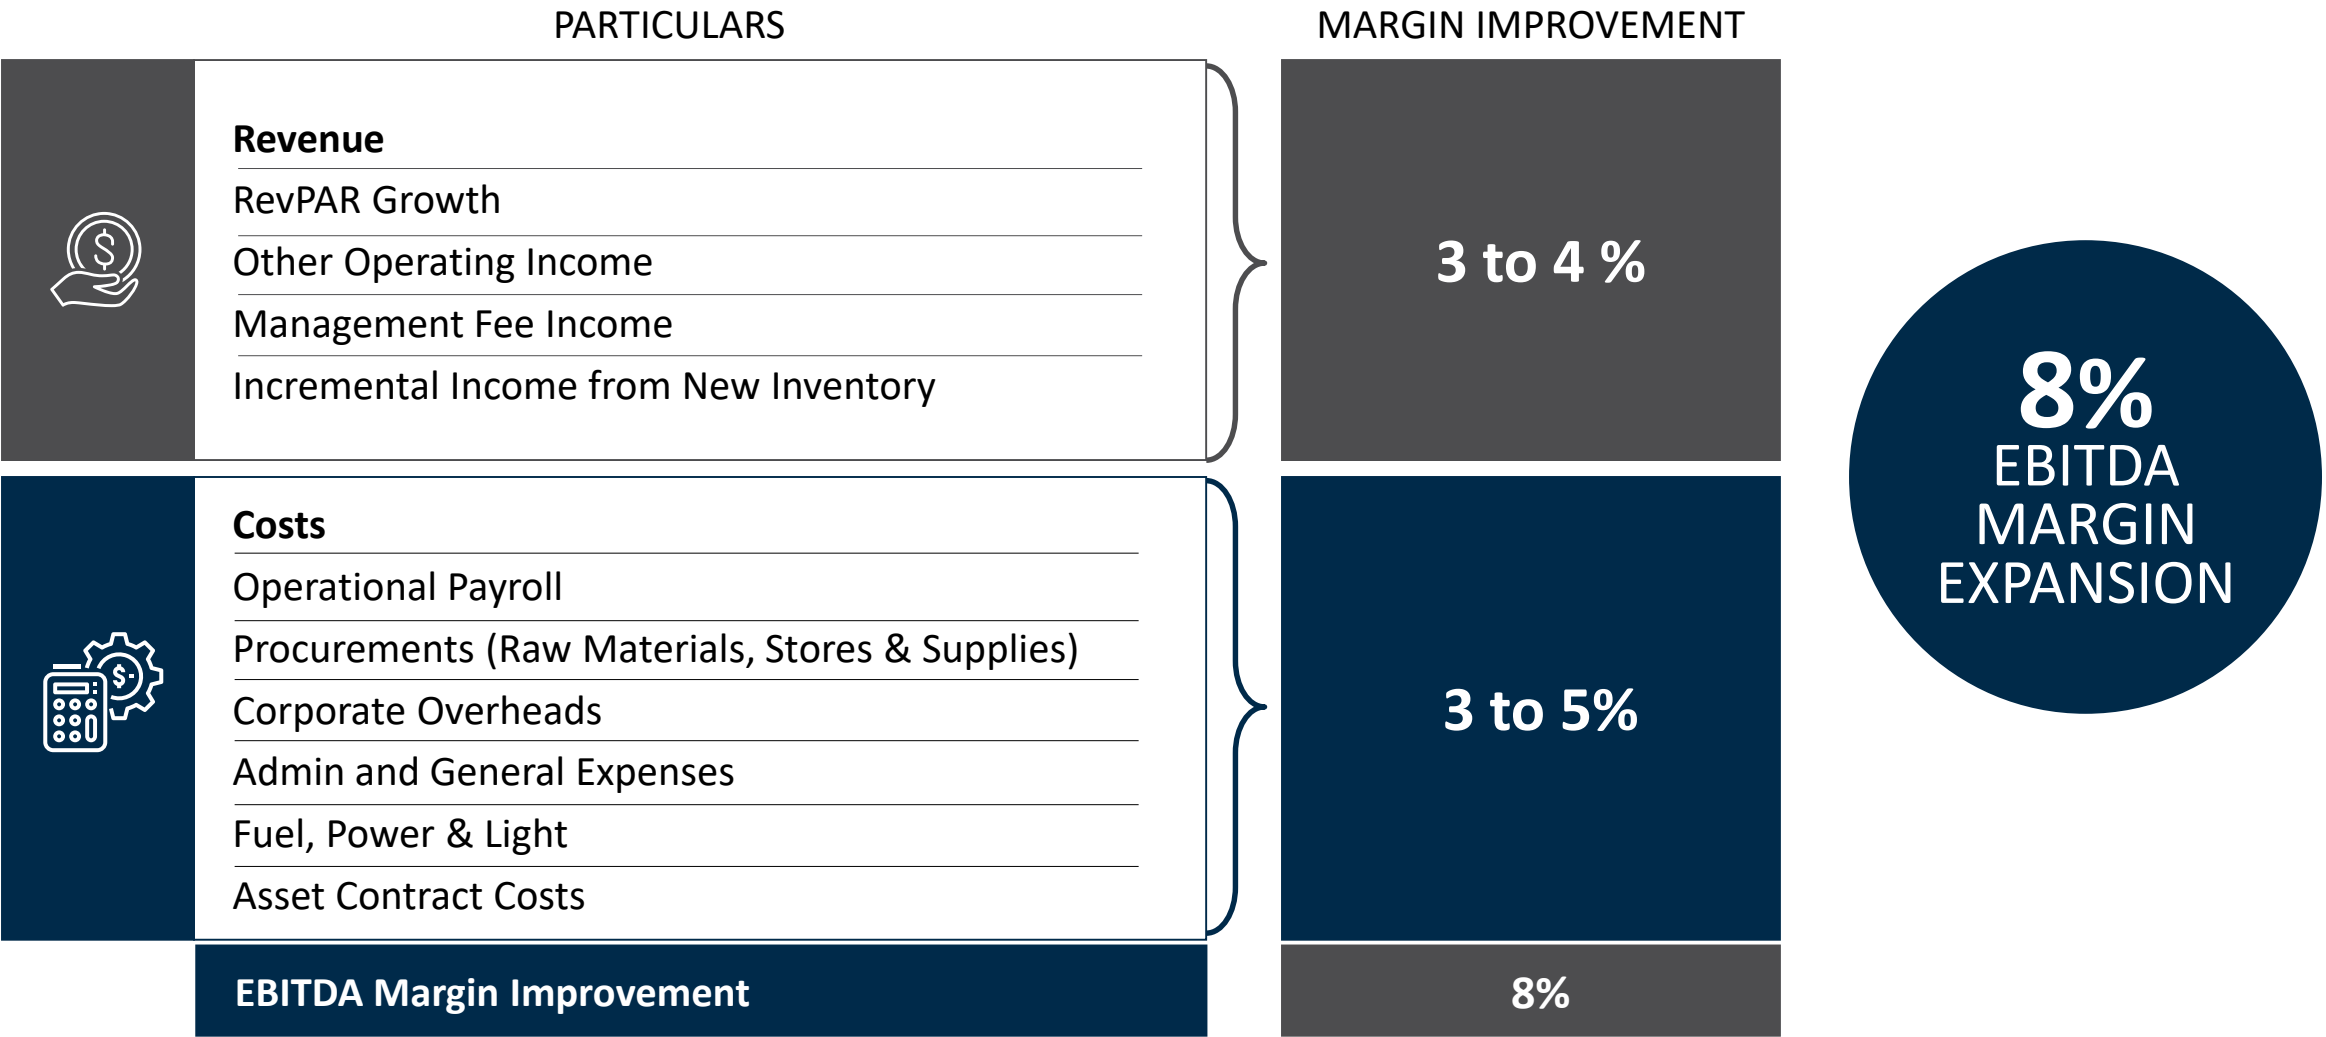 PARTICULARS
MARGIN IMPROVEMENT
Revenue
RevPAR Growth
Other Operating Income
Management Fee Income
Incremental Income from New Inventory
3 to 4 %
Costs
Operational Payroll
Procurements (Raw Materials, Stores & Supplies)
Corporate Overheads
Admin and General Expenses
Fuel, Power & Light
Asset Contract Costs
3 to 5%
EBITDA Margin Improvement
8%
8%
EBITDA
MARGIN
EXPANSION